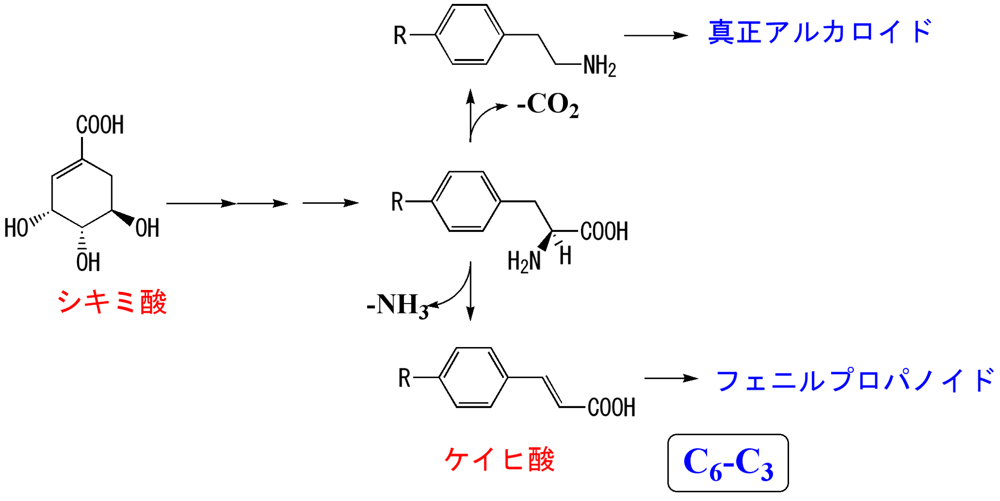 R
NH2
真正アルカロイド
-CO2
COOH
HO
OH
OH
シキミ酸
R
COOH
H2N
H
-NH3
R
COOH
フェニルプロパノイド
ケイヒ酸
C6-C3